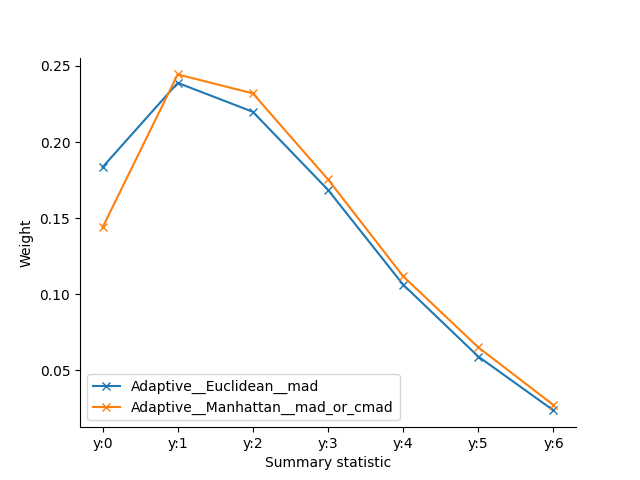 0.25
0.20
0.15
0.10
0.05
Weight
Adaptive__Euclidean__mad
Adaptive__Manhattan__mad_or_cmad
y:0 y:1 y:2 y:3 y:4 y:5 y:6
Summary statistic